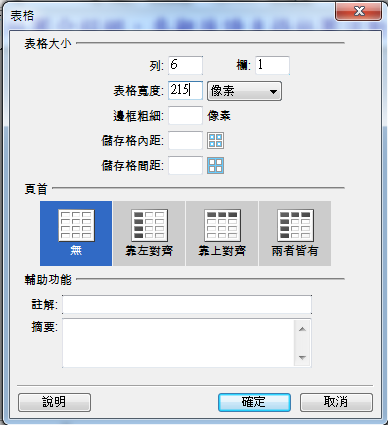 表格
表格大小
列: 6 欄: 1
表格寬度: 215 像素
邊框粗細: 像素
儲存格內距:
儲存格間距:
頁首
無 靠左對齊 靠上對齊 兩者皆有
輔助功能
註解:
摘要:
說明 確定 取消